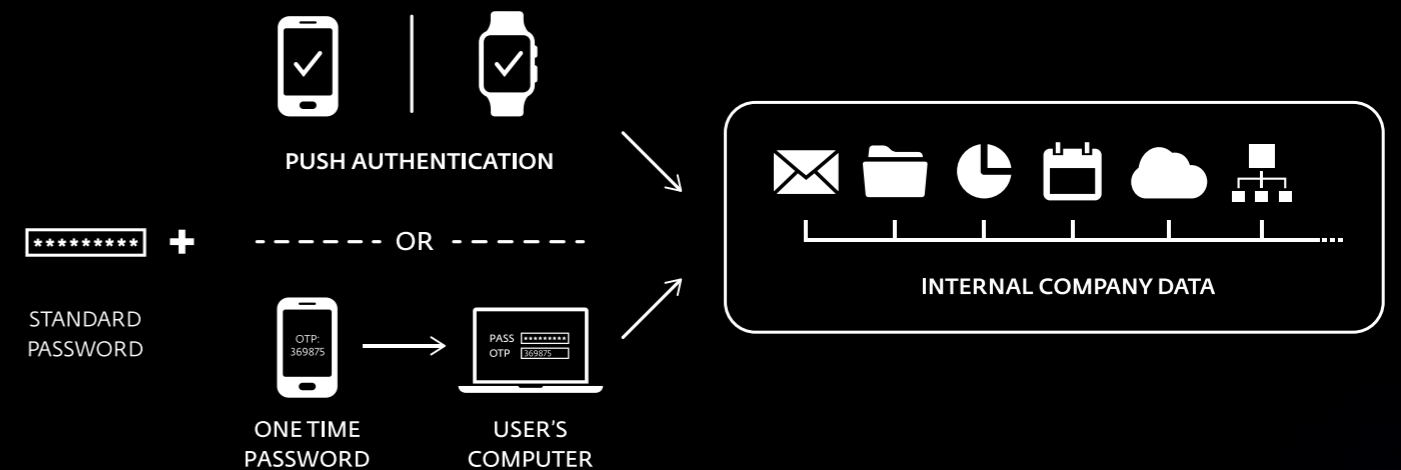 PUSH AUTHENTICATION
*********
OR
STANDARD
PASSWORD
OTP:
369875
PASS *********
OTP 369875
ONE TIME
PASSWORD
USER'S
COMPUTER
INTERNAL COMPANY DATA